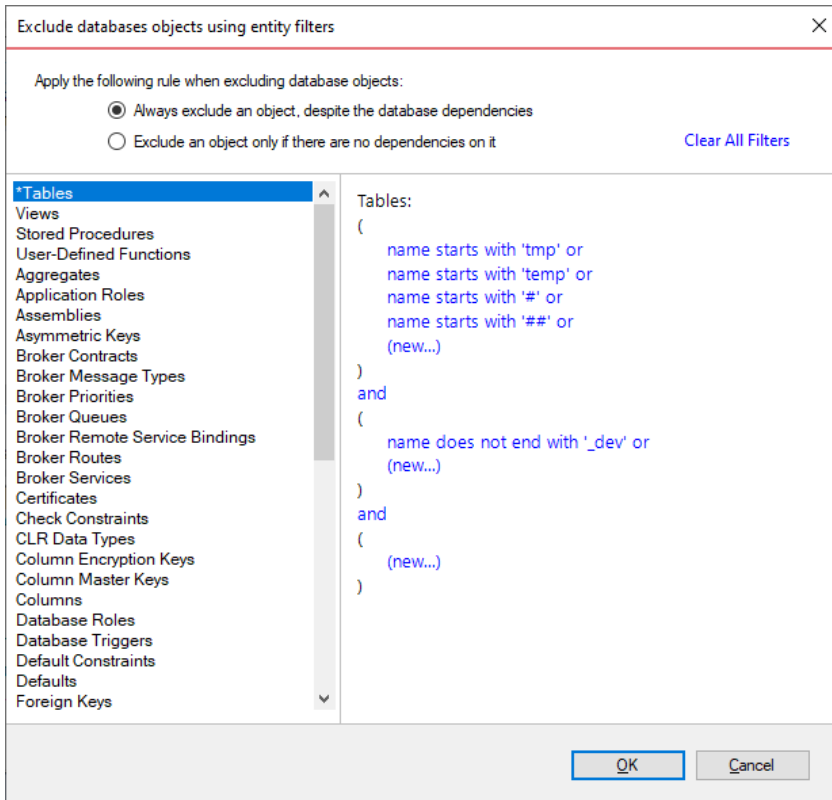 Exclude databases objects using entity filters
Apply the following rule when excluding database objects:
Always exclude an object, despite the database dependencies
Exclude an object only if there are no dependencies on it
Clear All Filters
*Tables
Views
Stored Procedures
User-Defined Functions
Aggregates
Application Roles
Assemblies
Asymmetric Keys
Broker Contracts
Broker Message Types
Broker Priorities
Broker Queues
Broker Remote Service Bindings
Broker Routes
Broker Services
Certificates
Check Constraints
CLR Data Types
Column Encryption Keys
Column Master Keys
Columns
Database Roles
Database Triggers
Default Constraints
Defaults
Foreign Keys
Tables:
(
name starts with 'tmp' or
name starts with 'temp' or
name starts with '#' or
name starts with '##' or
(new...)
)
and
(
name does not end with '_dev' or
(new...)
)
and
(
(new...)
)
OK
Cancel